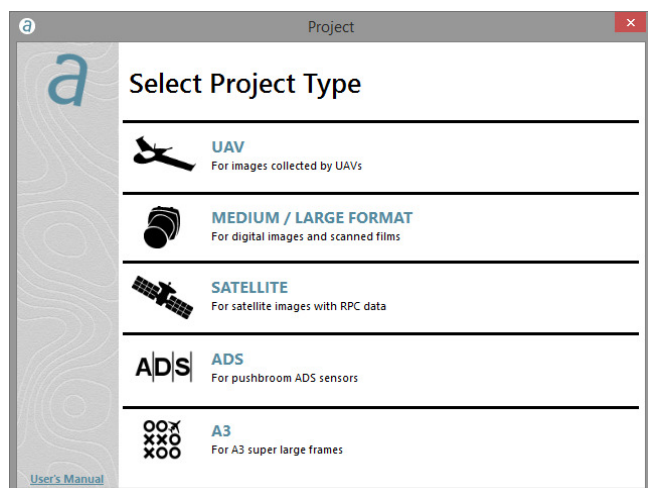 a
Project
×
a
Select Project Type
UAV
For images collected by UAVs
MEDIUM / LARGE FORMAT
For digital images and scanned films
SATELLITE
For satellite images with RPC data
A|D|S|
ADS
For pushbroom ADS sensors
A3
For A3 super large frames
User's Manual